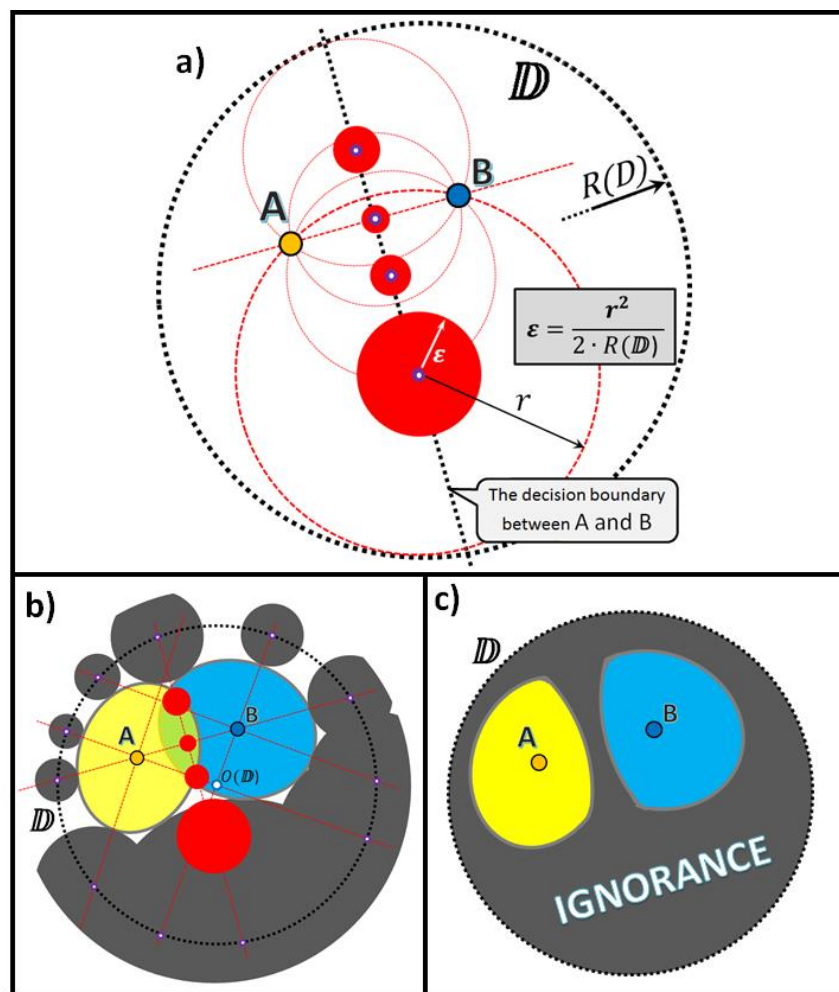 a)
𝔻
A
B
R(D)
ε = r² / 2 · R(𝔻)
ε
r
The decision boundary
between A and B
b)
𝔻
A
B
O(𝔻)
c)
𝔻
A
B
IGNORANCE